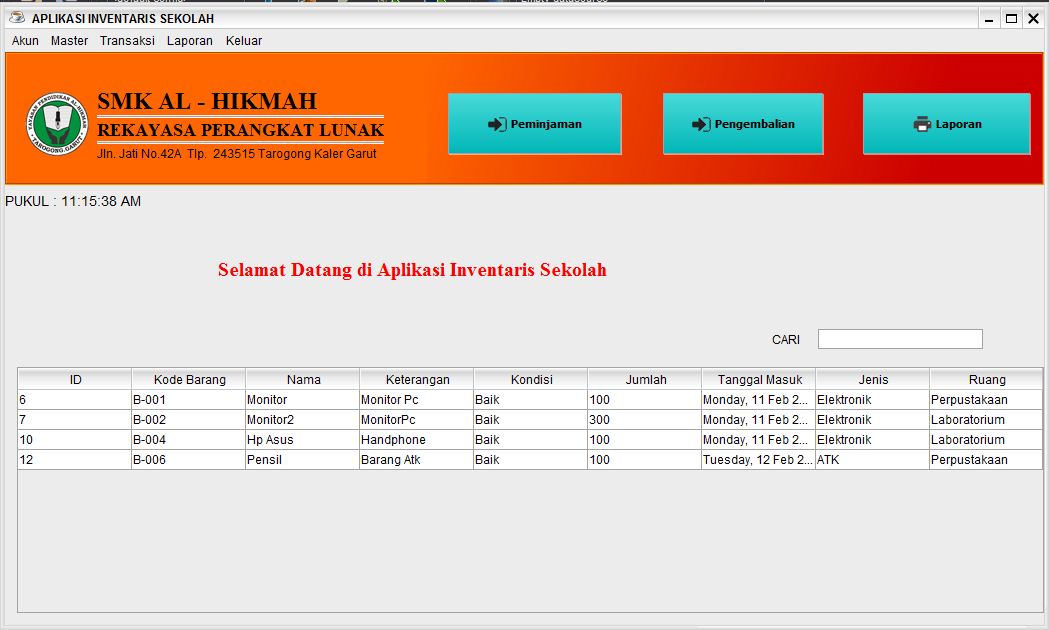 APLIKASI INVENTARIS SEKOLAH
Akun Master Transaksi Laporan Keluar
YAYASAN PENDIDIKAN AL-HIKMAH
TAROGONG.GARUT
SMK AL - HIKMAH
REKAYASA PERANGKAT LUNAK
Jln. Jati No.42A Tlp. 243515 Tarogong Kaler Garut
Peminjaman Pengembalian Laporan
PUKUL : 11:15:38 AM
Selamat Datang di Aplikasi Inventaris Sekolah
CARI
ID Kode Barang Nama Keterangan Kondisi Jumlah Tanggal Masuk Jenis Ruang
6 B-001 Monitor Monitor Pc Baik 100 Monday, 11 Feb 2... Elektronik Perpustakaan
7 B-002 Monitor2 MonitorPc Baik 300 Monday, 11 Feb 2... Elektronik Laboratorium
10 B-004 Hp Asus Handphone Baik 100 Monday, 11 Feb 2... Elektronik Laboratorium
12 B-006 Pensil Barang Atk Baik 100 Tuesday, 12 Feb 2... ATK Perpustakaan